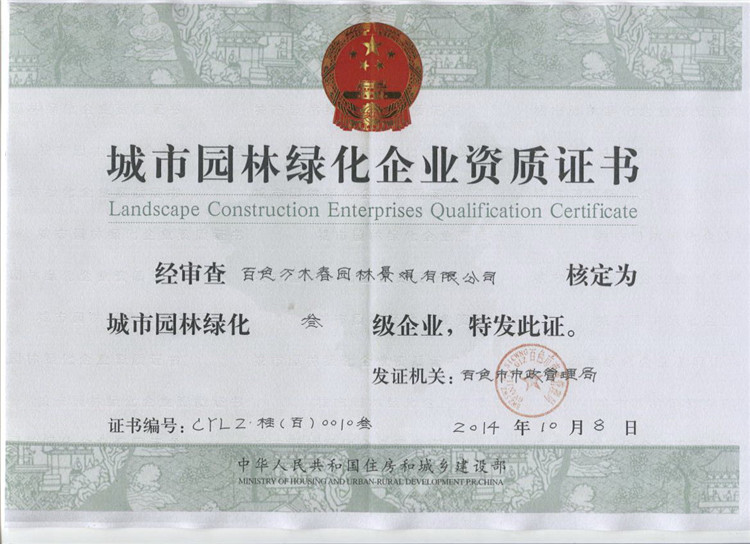 城市园林绿化企业资质证书
Landscape Construction Enterprises Qualification Certificate
经审查 百色万木春园林景观有限公司 核定为
城市园林绿化 叁 级企业，特发此证。
发证机关：百色市市政管理局
证书编号：CYLZ·桂(百)0010叁 2014 年 10 月 8 日
中华人民共和国住房和城乡建设部
MINISTRY OF HOUSING AND URBAN-RURAL DEVELOPMENT P.R.CHINA